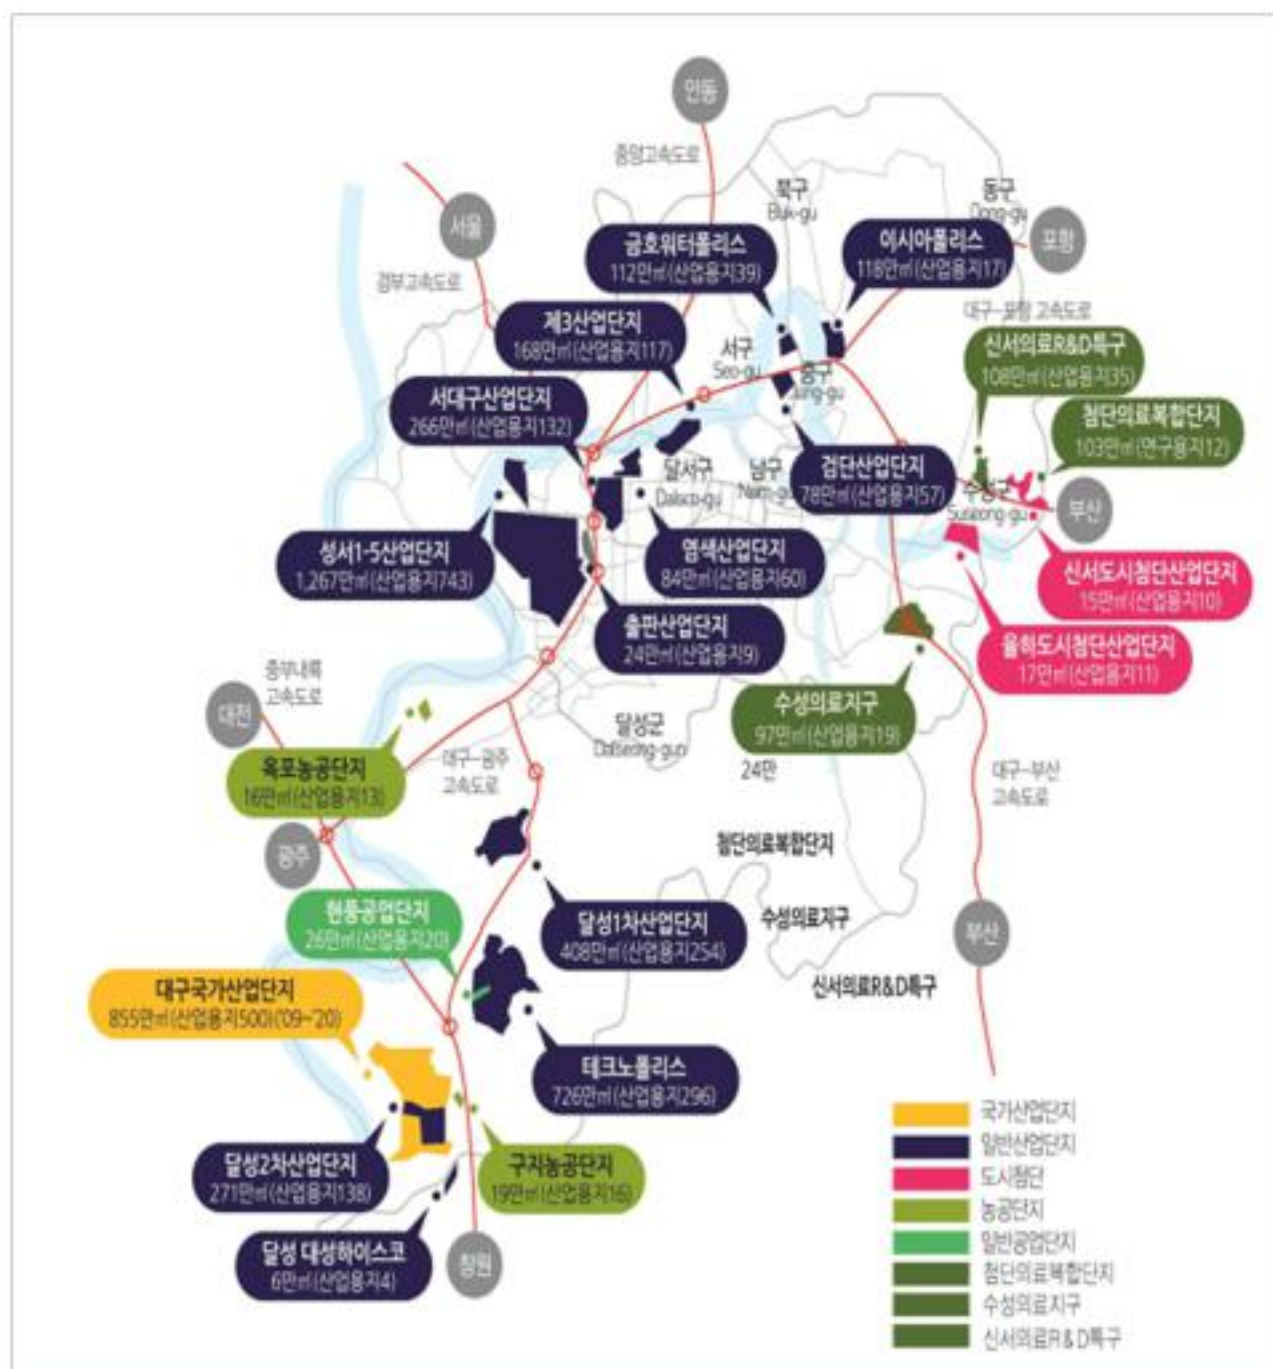 안동
중앙고속도로
북구
Buk-gu
동구
Dong-gu
서울
포항
금호워터폴리스
112만㎡(산업용지39)
이시아폴리스
118만㎡(산업용지17)
경부고속도로
대구-포항 고속도로
제3산업단지
168만㎡(산업용지117)
서구
Seo-gu
중구
Jung-gu
신서의료R&D특구
108만㎡(산업용지35)
서대구산업단지
266만㎡(산업용지132)
첨단의료복합단지
103만㎡(연구용지12)
달서구
Dalseo-gu
남구
Nam-gu
검단산업단지
78만㎡(산업용지57)
수성구
Suseong-gu
부산
성서1-5산업단지
1,267만㎡(산업용지743)
염색산업단지
84만㎡(산업용지60)
신서도시첨단산업단지
15만㎡(산업용지10)
출판산업단지
24만㎡(산업용지9)
율하도시첨단산업단지
17만㎡(산업용지11)
중부내륙
고속도로
대전
수성의료지구
97만㎡(산업용지19)
24만
달성군
Dalseong-gun
옥포농공단지
16만㎡(산업용지13)
대구-광주
고속도로
대구-부산
고속도로
광주
첨단의료복합단지
현풍공업단지
26만㎡(산업용지20)
달성1차산업단지
408만㎡(산업용지254)
수성의료지구
부산
신서의료R&D특구
대구국가산업단지
855만㎡(산업용지500)('09~'20)
테크노폴리스
726만㎡(산업용지296)
달성2차산업단지
271만㎡(산업용지138)
구지농공단지
19만㎡(산업용지16)
달성 대성하이스코
6만㎡(산업용지4)
창원
국가산업단지
일반산업단지
도시첨단
농공단지
일반공업단지
첨단의료복합단지
수성의료지구
신서의료R&D특구